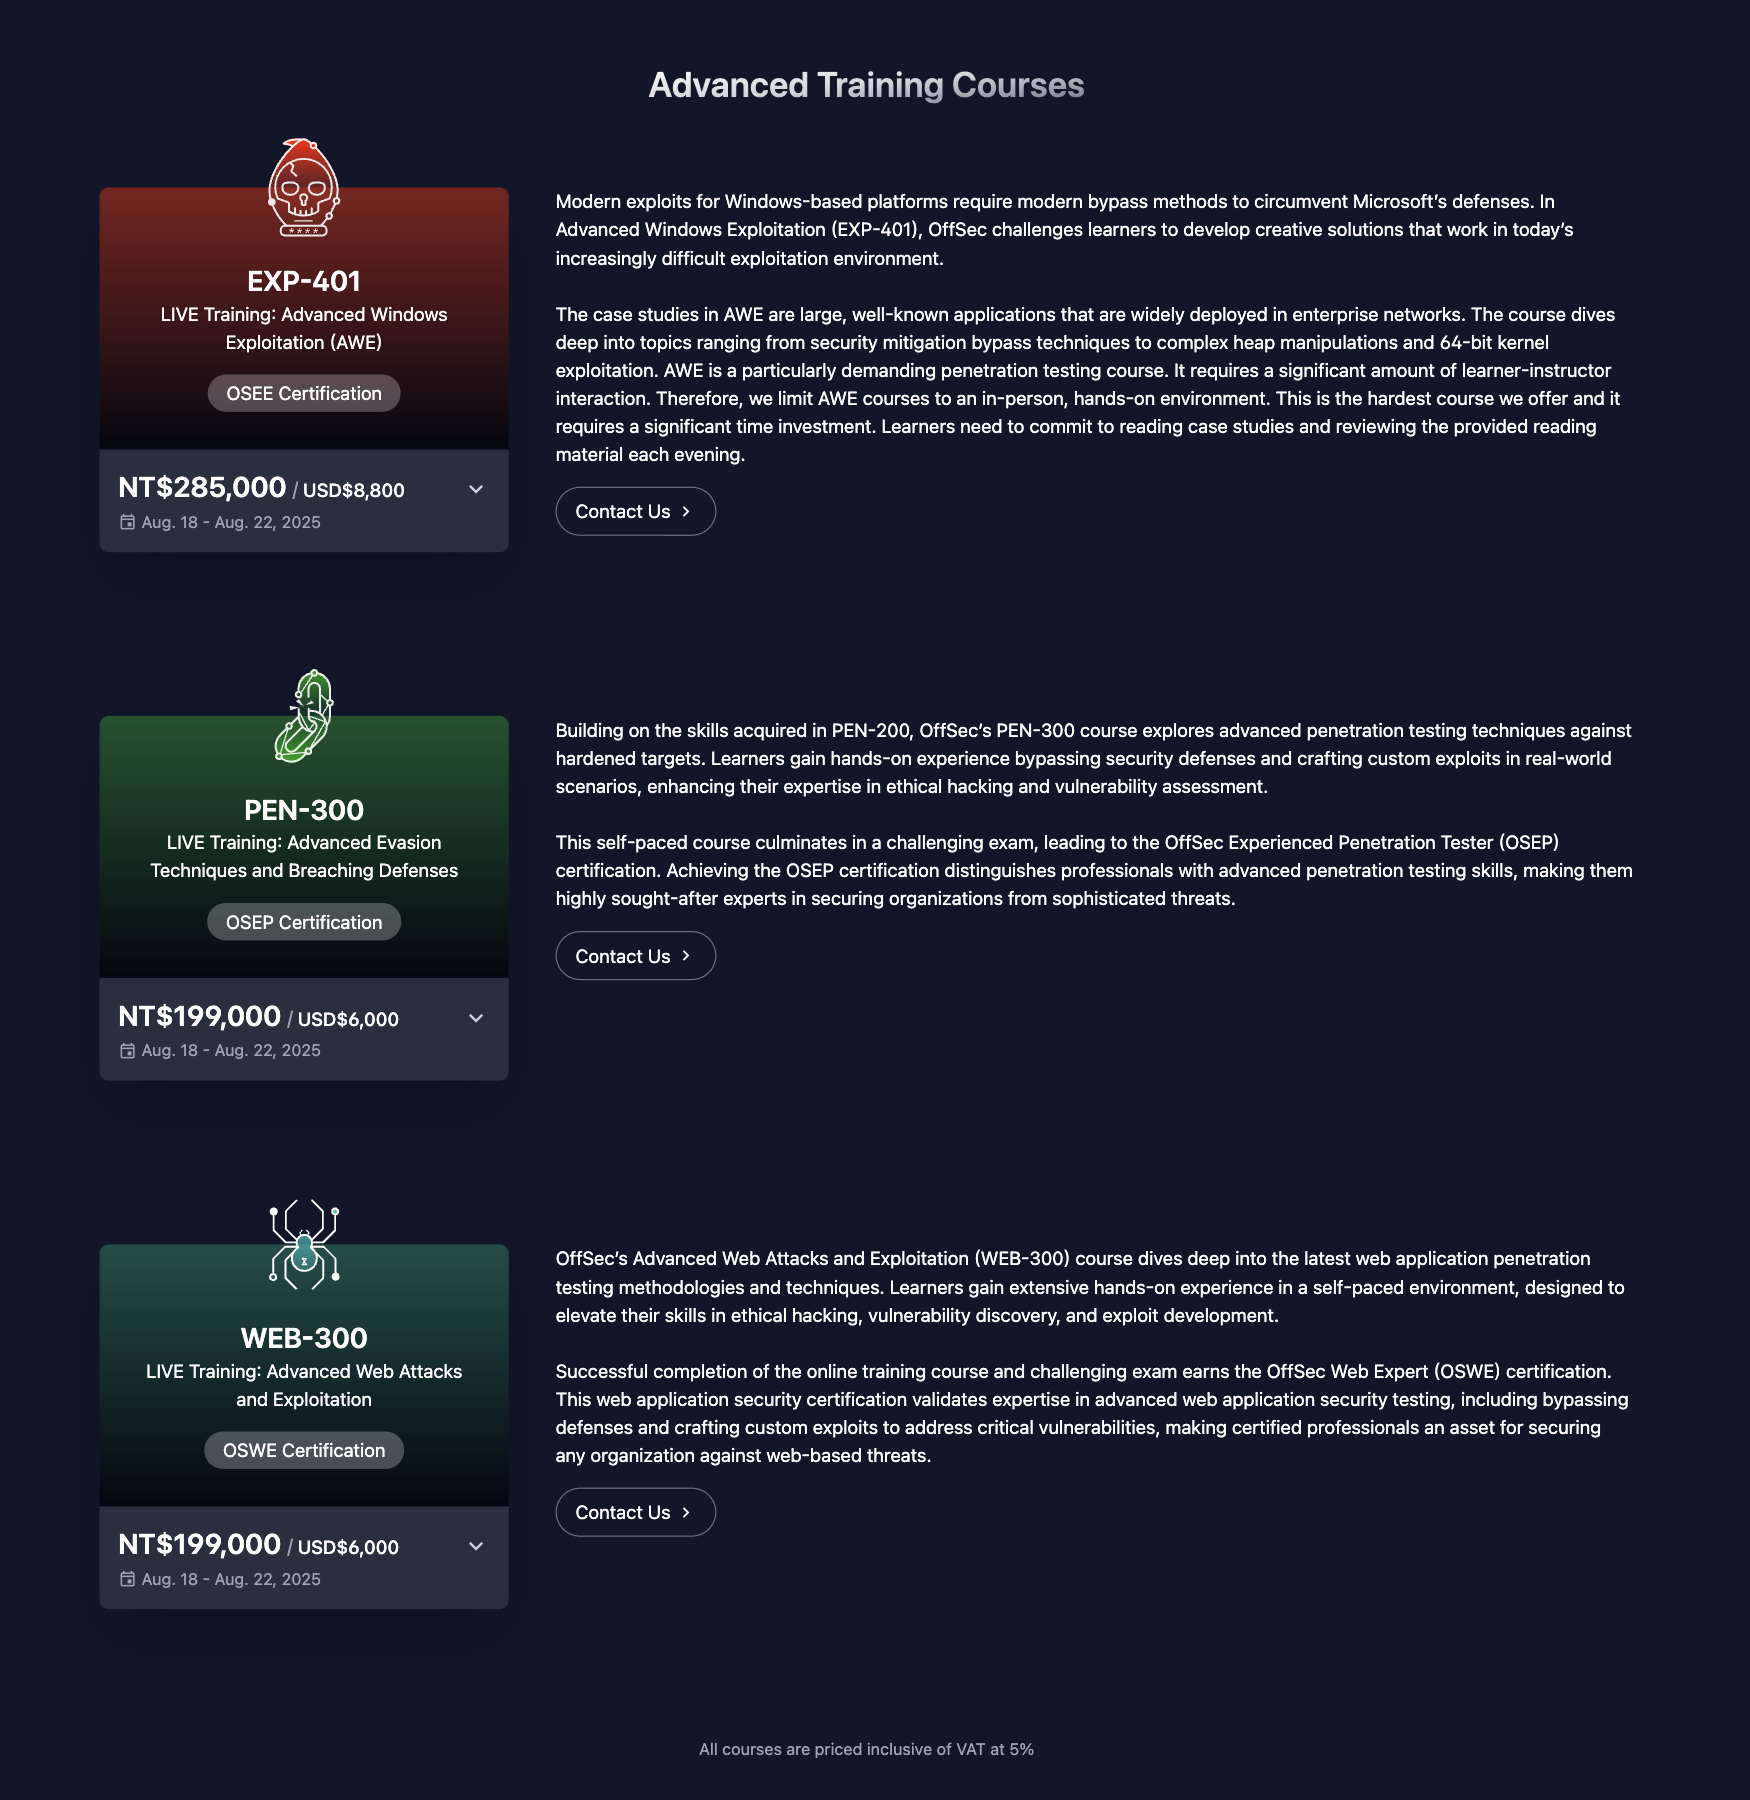 Advanced Training Courses
EXP-401
LIVE Training: Advanced Windows
Exploitation (AWE)
OSEE Certification
NT$285,000 / USD$8,800
Aug. 18 - Aug. 22, 2025
Modern exploits for Windows-based platforms require modern bypass methods to circumvent Microsoft’s defenses. In
Advanced Windows Exploitation (EXP-401), OffSec challenges learners to develop creative solutions that work in today’s
increasingly difficult exploitation environment.
The case studies in AWE are large, well-known applications that are widely deployed in enterprise networks. The course dives
deep into topics ranging from security mitigation bypass techniques to complex heap manipulations and 64-bit kernel
exploitation. AWE is a particularly demanding penetration testing course. It requires a significant amount of learner-instructor
interaction. Therefore, we limit AWE courses to an in-person, hands-on environment. This is the hardest course we offer and it
requires a significant time investment. Learners need to commit to reading case studies and reviewing the provided reading
material each evening.
Contact Us
PEN-300
LIVE Training: Advanced Evasion
Techniques and Breaching Defenses
OSEP Certification
NT$199,000 / USD$6,000
Aug. 18 - Aug. 22, 2025
Building on the skills acquired in PEN-200, OffSec’s PEN-300 course explores advanced penetration testing techniques against
hardened targets. Learners gain hands-on experience bypassing security defenses and crafting custom exploits in real-world
scenarios, enhancing their expertise in ethical hacking and vulnerability assessment.
This self-paced course culminates in a challenging exam, leading to the OffSec Experienced Penetration Tester (OSEP)
certification. Achieving the OSEP certification distinguishes professionals with advanced penetration testing skills, making them
highly sought-after experts in securing organizations from sophisticated threats.
Contact Us
WEB-300
LIVE Training: Advanced Web Attacks
and Exploitation
OSWE Certification
NT$199,000 / USD$6,000
Aug. 18 - Aug. 22, 2025
OffSec’s Advanced Web Attacks and Exploitation (WEB-300) course dives deep into the latest web application penetration
testing methodologies and techniques. Learners gain extensive hands-on experience in a self-paced environment, designed to
elevate their skills in ethical hacking, vulnerability discovery, and exploit development.
Successful completion of the online training course and challenging exam earns the OffSec Web Expert (OSWE) certification.
This web application security certification validates expertise in advanced web application security testing, including bypassing
defenses and crafting custom exploits to address critical vulnerabilities, making certified professionals an asset for securing
any organization against web-based threats.
Contact Us
All courses are priced inclusive of VAT at 5%